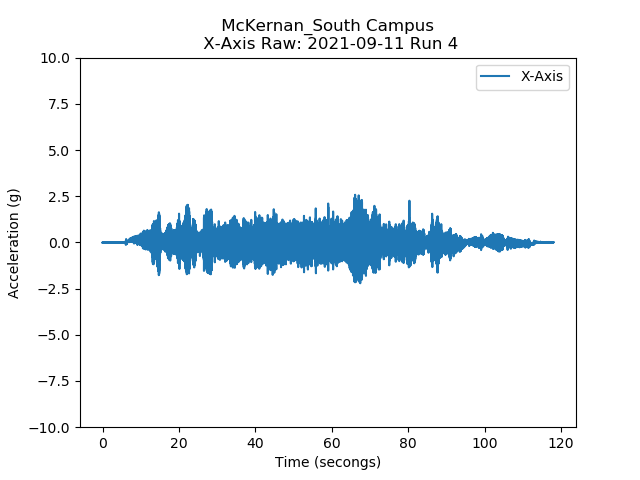 McKernan_South Campus
X-Axis Raw: 2021-09-11 Run 4
X-Axis
Acceleration (g)
10.0
7.5
5.0
2.5
0.0
−2.5
−5.0
−7.5
−10.0
0 20 40 60 80 100 120
Time (secongs)